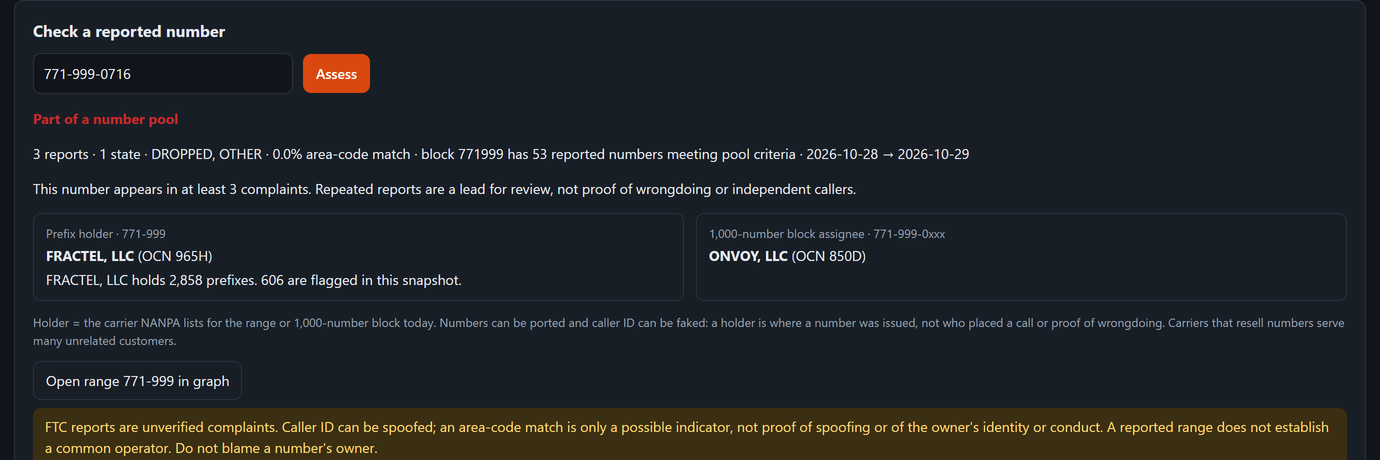 Check a reported number
771-999-0716
Assess
Part of a number pool
3 reports · 1 state · DROPPED, OTHER · 0.0% area-code match · block 771999 has 53 reported numbers meeting pool criteria · 2026-10-28 → 2026-10-29
This number appears in at least 3 complaints. Repeated reports are a lead for review, not proof of wrongdoing or independent callers.
Prefix holder · 771-999
FRACTEL, LLC (OCN 965H)
FRACTEL, LLC holds 2,858 prefixes. 606 are flagged in this snapshot.
1,000-number block assignee · 771-999-0xxx
ONVOY, LLC (OCN 850D)
Holder = the carrier NANPA lists for the range or 1,000-number block today. Numbers can be ported and caller ID can be faked: a holder is where a number was issued, not who placed a call or proof of wrongdoing. Carriers that resell numbers serve
many unrelated customers.
Open range 771-999 in graph
FTC reports are unverified complaints. Caller ID can be spoofed; an area-code match is only a possible indicator, not proof of spoofing or of the owner's identity or conduct. A reported range does not establish
a common operator. Do not blame a number's owner.